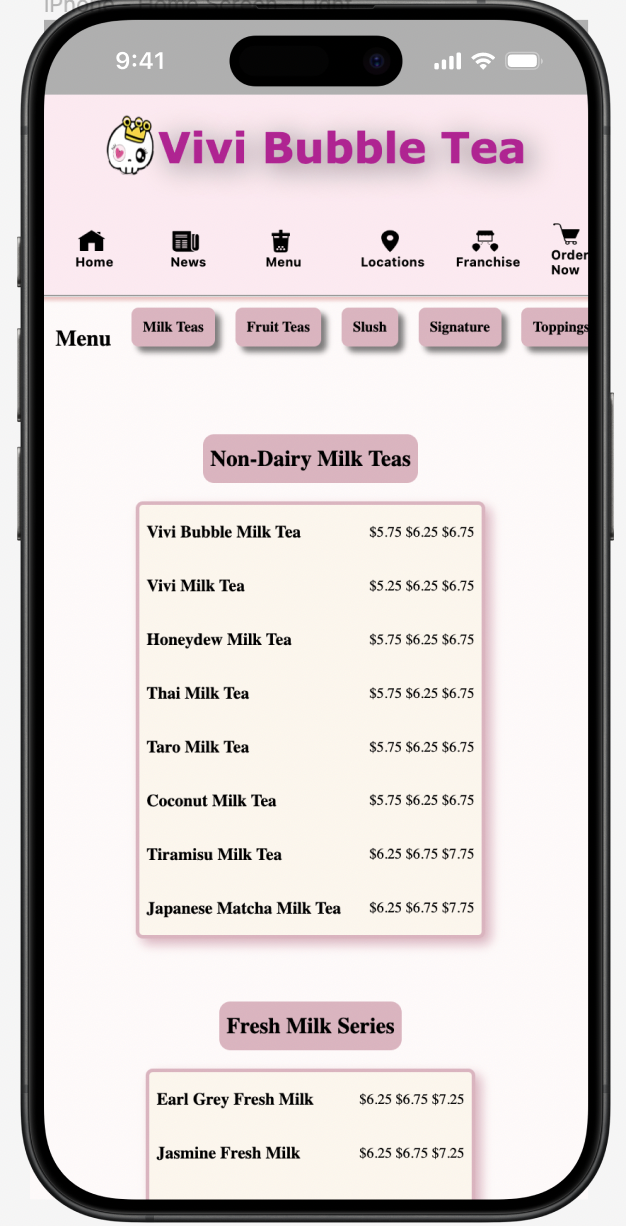 iPhone - Home Screen - Light
9:41
Vivi Bubble Tea
Home News Menu Locations Franchise Order
Now
Menu Milk Teas Fruit Teas Slush Signature Toppings
Non-Dairy Milk Teas
Vivi Bubble Milk Tea $5.75 $6.25 $6.75
Vivi Milk Tea $5.25 $6.25 $6.75
Honeydew Milk Tea $5.75 $6.25 $6.75
Thai Milk Tea $5.75 $6.25 $6.75
Taro Milk Tea $5.75 $6.25 $6.75
Coconut Milk Tea $5.75 $6.25 $6.75
Tiramisu Milk Tea $6.25 $6.75 $7.75
Japanese Matcha Milk Tea $6.25 $6.75 $7.75
Fresh Milk Series
Earl Grey Fresh Milk $6.25 $6.75 $7.25
Jasmine Fresh Milk $6.25 $6.75 $7.25